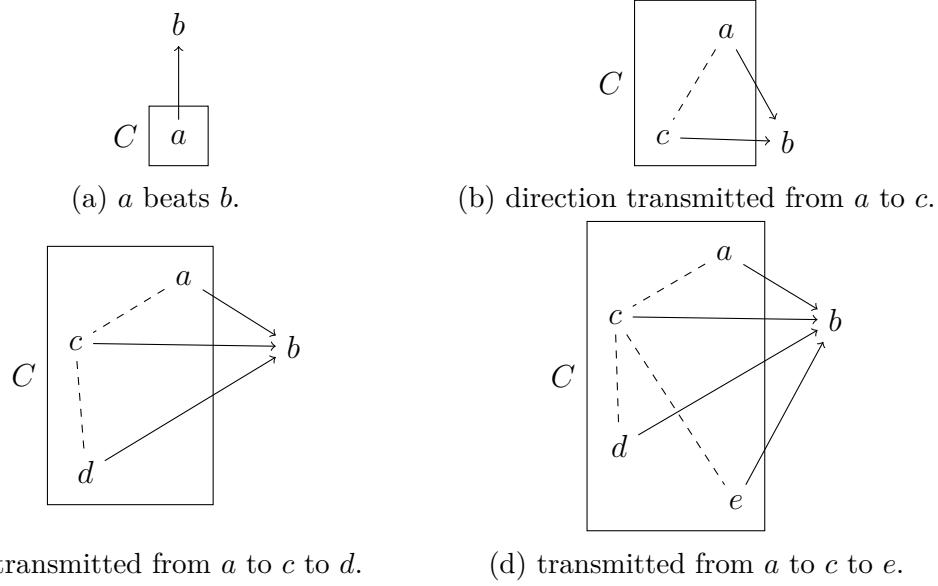 b
C
a
(a) a beats b.
a
C
c
b
(b) direction transmitted from a to c.
a
c
b
C
d
transmitted from a to c to d.
a
c
b
C
d
e
(d) transmitted from a to c to e.